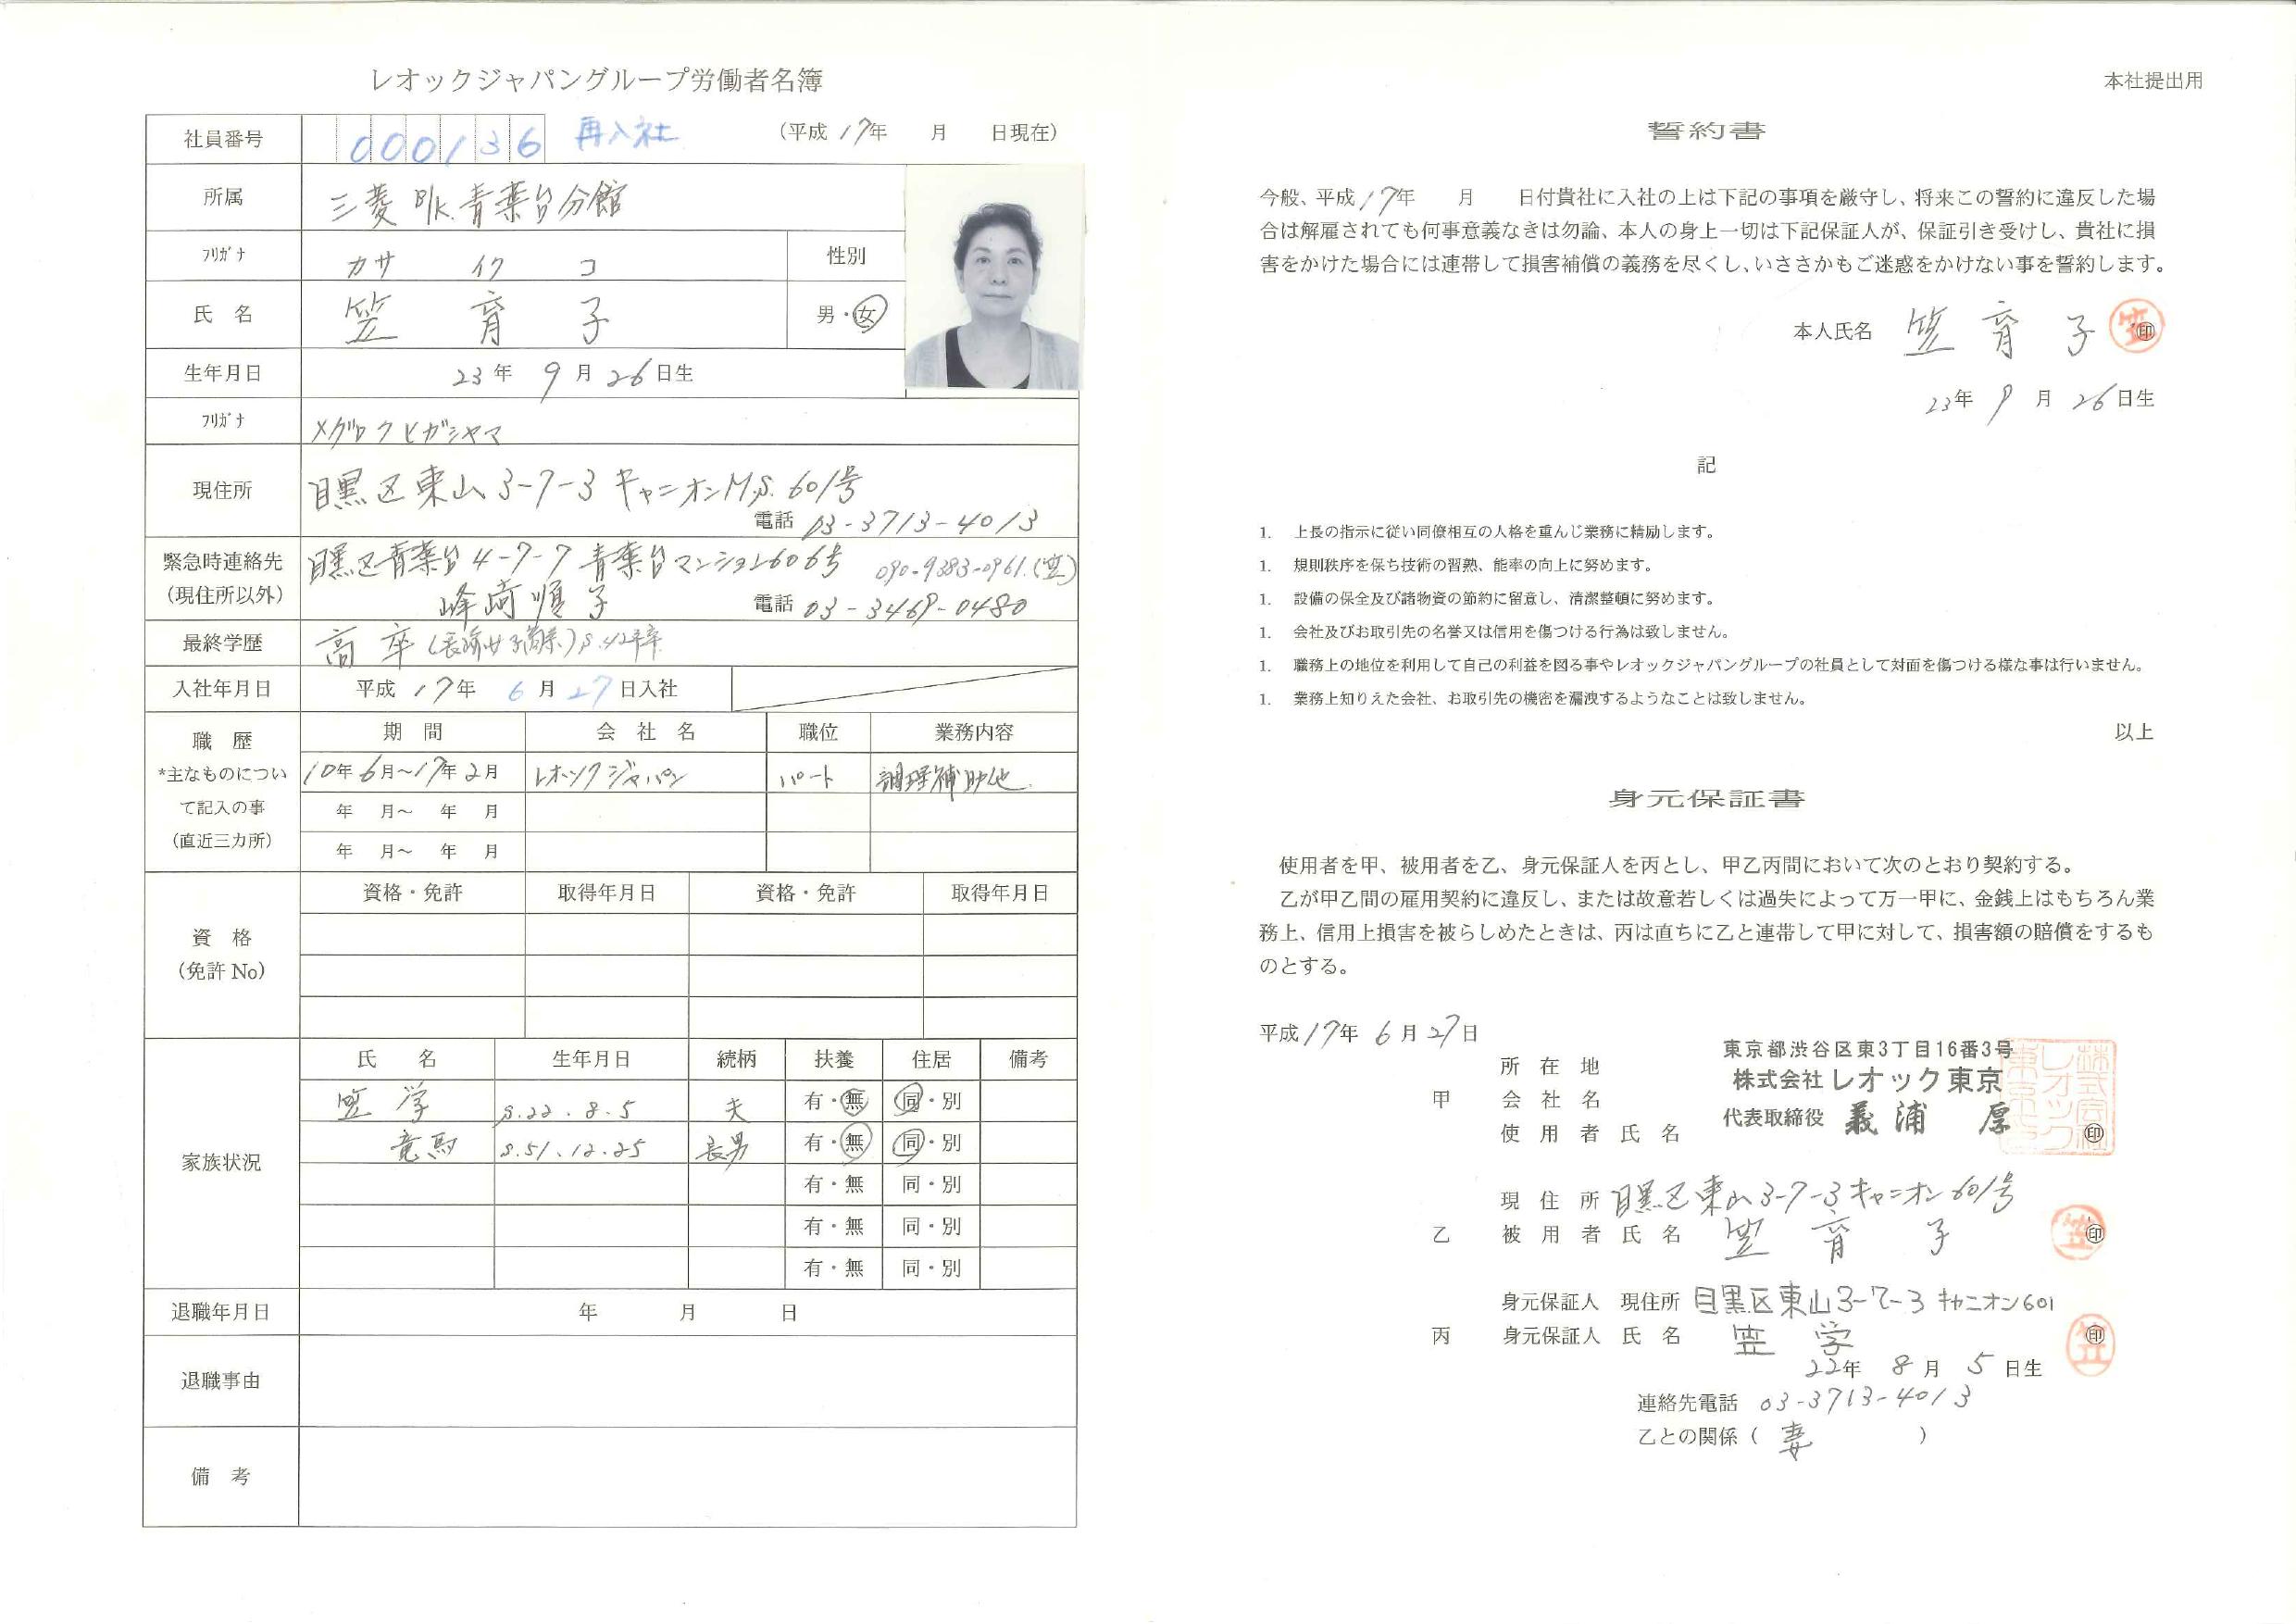 レオックジャパングループ労働者名簿
社員番号 000136 再入社 (平成 17年 月 日現在)
所属 三菱BK.青葉台分館
フリガナ カサ イクコ 性別
氏名 笠 育子 男・女
生年月日 23年 9月 26日生
フリガナ メグロクヒガシヤマ
現住所 目黒区東山3-7-3 キャニオンM,S. 601号
電話 03-3713-4013
緊急時連絡先 目黒区青葉台4-7-7 青葉台マンション606号 090-9383-0961.(笠)
(現住所以外) 峰崎順子 電話 03-3469-0480
最終学歴 高卒 S.42年卒
入社年月日 平成 17年 6月 27日入社
職歴 期間 会社名 職位 業務内容
*主なものについ 10年6月~17年2月 レオックジャパン パート 調理補助他.
て記入の事 年 月~ 年 月
(直近三カ所) 年 月~ 年 月
資格・免許 取得年月日 資格・免許 取得年月日
資格
(免許 No)
氏名 生年月日 続柄 扶養 住居 備考
笠 学 S.22.8.5 夫 有・無 同・別
竜馬 S.51.12.25 長男 有・無 同・別
家族状況 有・無 同・別
有・無 同・別
有・無 同・別
退職年月日 年 月 日
退職事由
備考
本社提出用
誓約書
今般、平成17年 月 日付貴社に入社の上は下記の事項を厳守し、将来この誓約に違反した場
合は解雇されても何事意義なきは勿論、本人の身上一切は下記保証人が、保証引き受けし、貴社に損
害をかけた場合には連帯して損害補償の義務を尽くし、いささかもご迷惑をかけない事を誓約します。
本人氏名 笠 育子 笠 印
23年 9月 26日生
記
1. 上長の指示に従い同僚相互の人格を重んじ業務に精励します。
1. 規則秩序を保ち技術の習熟、能率の向上に努めます。
1. 設備の保全及び諸物資の節約に留意し、清潔整頓に努めます。
1. 会社及びお取引先の名誉又は信用を傷つける行為は致しません。
1. 職務上の地位を利用して自己の利益を図る事やレオックジャパングループの社員として対面を傷つける様な事は行いません。
1. 業務上知りえた会社、お取引先の機密を漏洩するようなことは致しません。
以上
身元保証書
使用者を甲、被用者を乙、身元保証人を丙とし、甲乙丙間において次のとおり契約する。
乙が甲乙間の雇用契約に違反し、または故意若しくは過失によって万一甲に、金銭上はもちろん業
務上、信用上損害を被らしめたときは、丙は直ちに乙と連帯して甲に対して、損害額の賠償をするも
のとする。
平成17年 6月27日
所在地 東京都渋谷区東3丁目16番3号
甲 会社名 株式会社レオック東京
使用者氏名 代表取締役 義浦 厚 印
現住所 目黒区東山3-7-3キャニオン601号
乙 被用者氏名 笠 育子 笠 印
身元保証人 現住所 目黒区東山3-7-3 キャニオン601
丙 身元保証人 氏名 笠 学 笠 印
22年 8月 5日生
連絡先電話 03-3713-4013
乙との関係( 妻 )